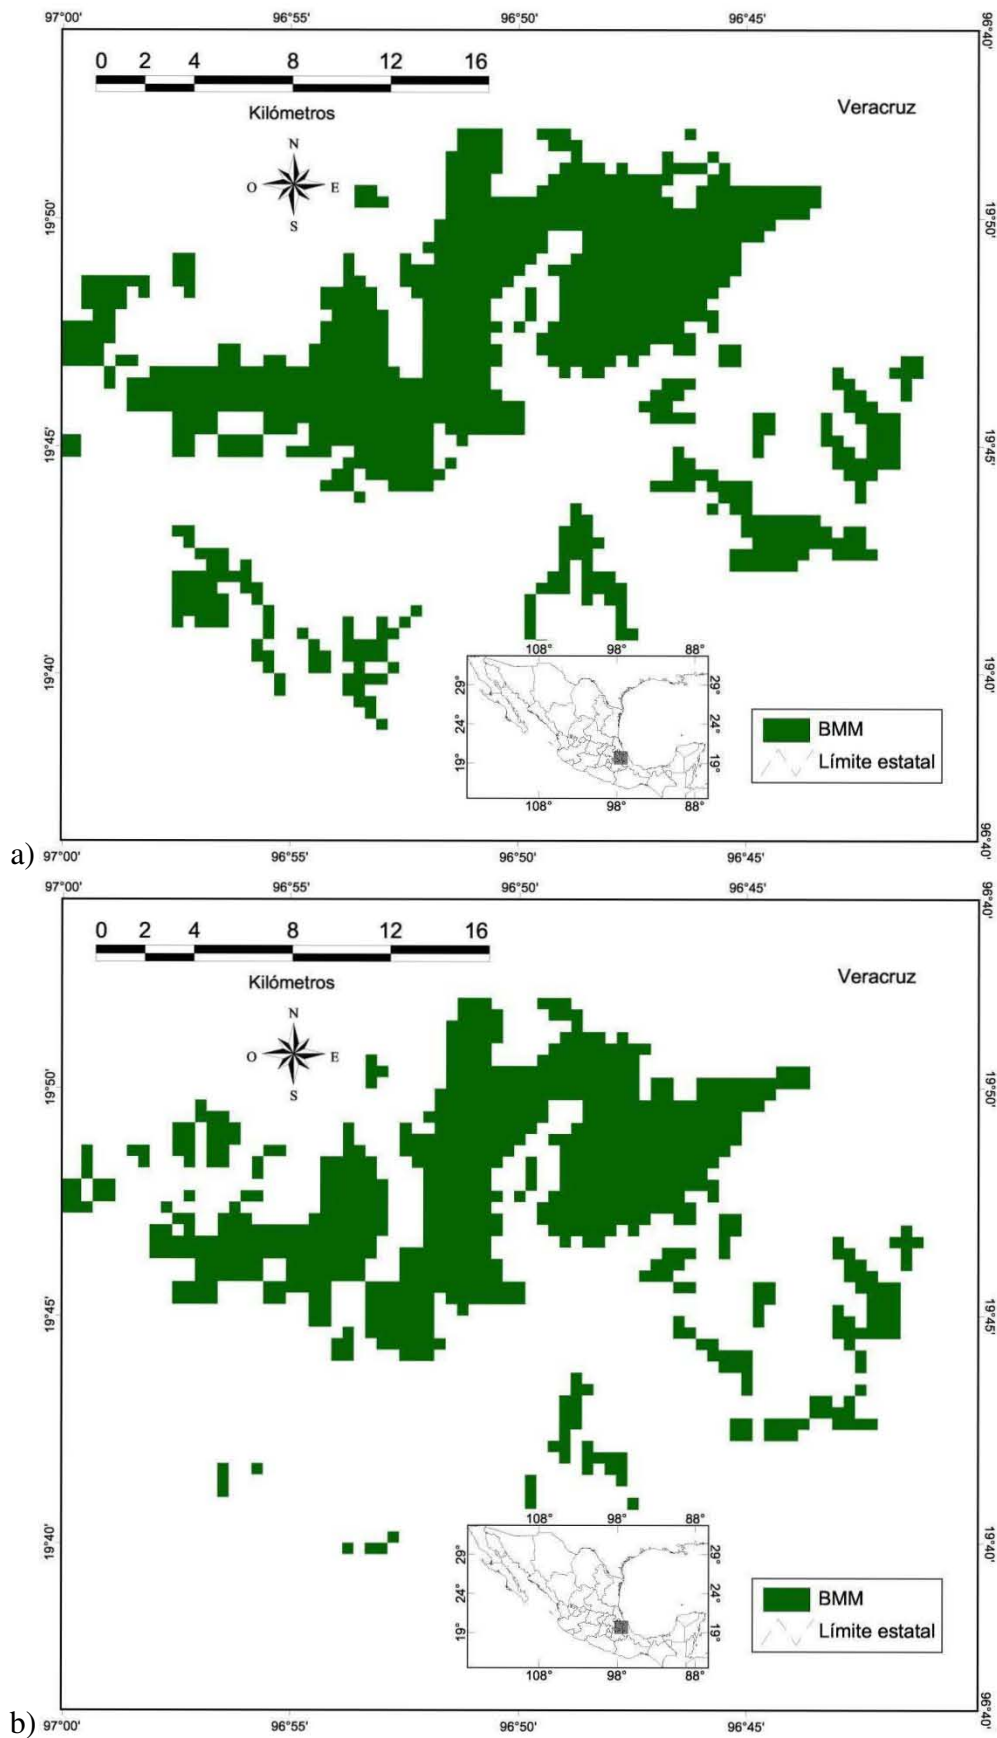 97°00' 96°55' 96°50' 96°45' 96°40'
0 2 4 8 12 16
Kilómetros
Veracruz
N
O E
S
19°50' 19°50'
19°45' 19°45'
19°40' 19°40'
108° 98° 88°
29° 29°
24° 24°
19° 19°
108° 98° 88°
BMM
Límite estatal
96°40'
a) 97°00' 96°55' 96°50' 96°45'
97°00' 96°55' 96°50' 96°45' 96°40'
0 2 4 8 12 16
Kilómetros
Veracruz
N
O E
S
19°50' 19°50'
19°45' 19°45'
19°40' 19°40'
108° 98° 88°
29° 29°
24° 24°
19° 19°
108° 98° 88°
BMM
Límite estatal
96°40'
b) 97°00' 96°55' 96°50' 96°45'